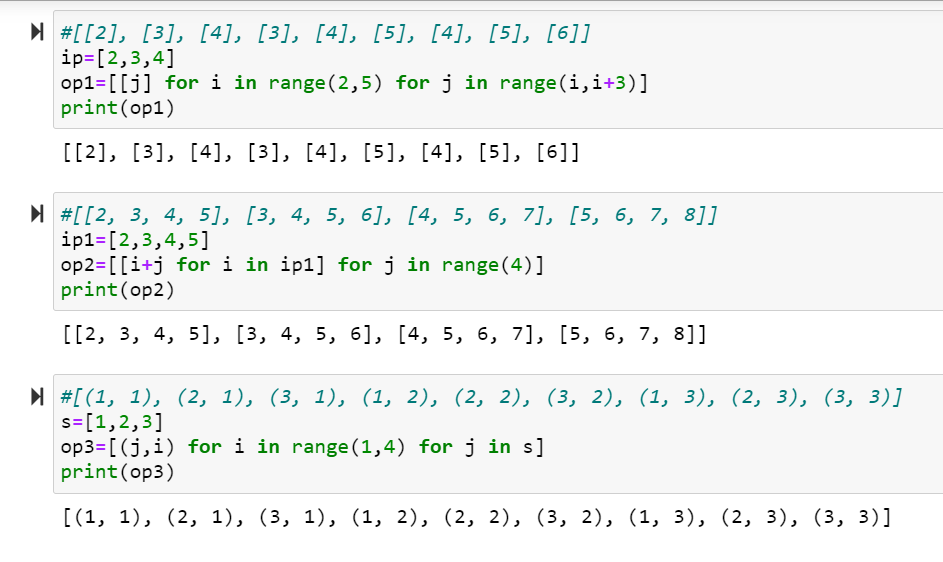 #[[2], [3], [4], [3], [4], [5], [4], [5], [6]]
ip=[2,3,4]
op1=[[j] for i in range(2,5) for j in range(i,i+3)]
print(op1)
[[2], [3], [4], [3], [4], [5], [4], [5], [6]]
#[[2, 3, 4, 5], [3, 4, 5, 6], [4, 5, 6, 7], [5, 6, 7, 8]]
ip1=[2,3,4,5]
op2=[[i+j for i in ip1] for j in range(4)]
print(op2)
[[2, 3, 4, 5], [3, 4, 5, 6], [4, 5, 6, 7], [5, 6, 7, 8]]
#[(1, 1), (2, 1), (3, 1), (1, 2), (2, 2), (3, 2), (1, 3), (2, 3), (3, 3)]
s=[1,2,3]
op3=[(j,i) for i in range(1,4) for j in s]
print(op3)
[(1, 1), (2, 1), (3, 1), (1, 2), (2, 2), (3, 2), (1, 3), (2, 3), (3, 3)]